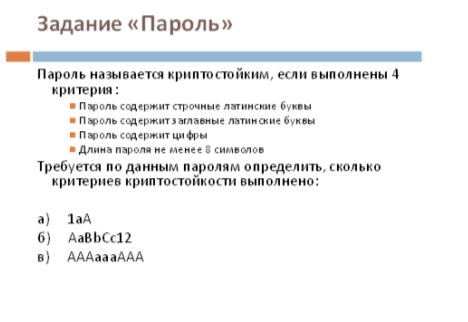 Задание «Пароль»
Пароль называется криптостойким, если выполнены 4
критерия:
Пароль содержит строчные латинские буквы
Пароль содержит заглавные латинские буквы
Пароль содержит цифры
Длина пароля не менее 8 символов
Требуется по данным паролям определить, сколько
критериев криптостойкости выполнено:
а) 1aA
б) AaBbCc12
в) AAAaaaAAA